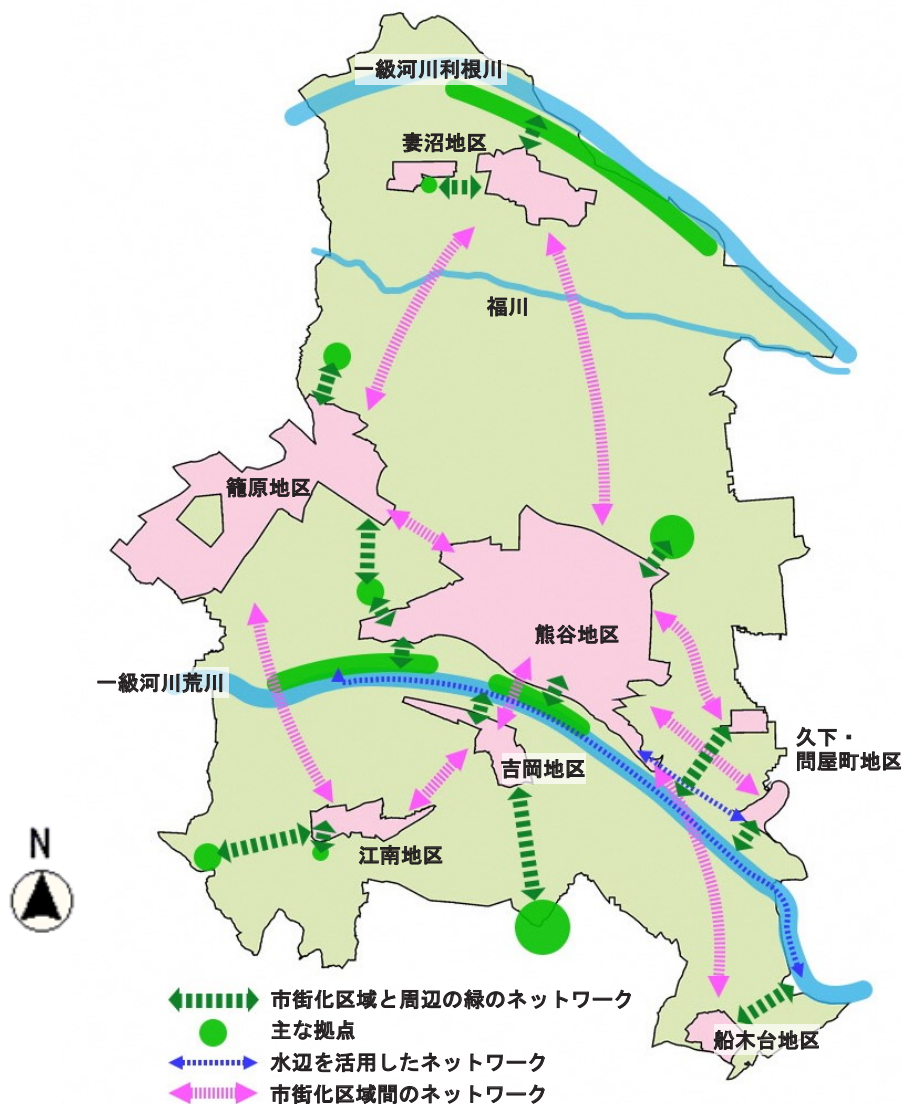 一級河川利根川
妻沼地区
福川
籠原地区
熊谷地区
一級河川荒川
久下・
問屋町地区
吉岡地区
江南地区
N
船木台地区
市街化区域と周辺の緑のネットワーク
主な拠点
水辺を活用したネットワーク
市街化区域間のネットワーク